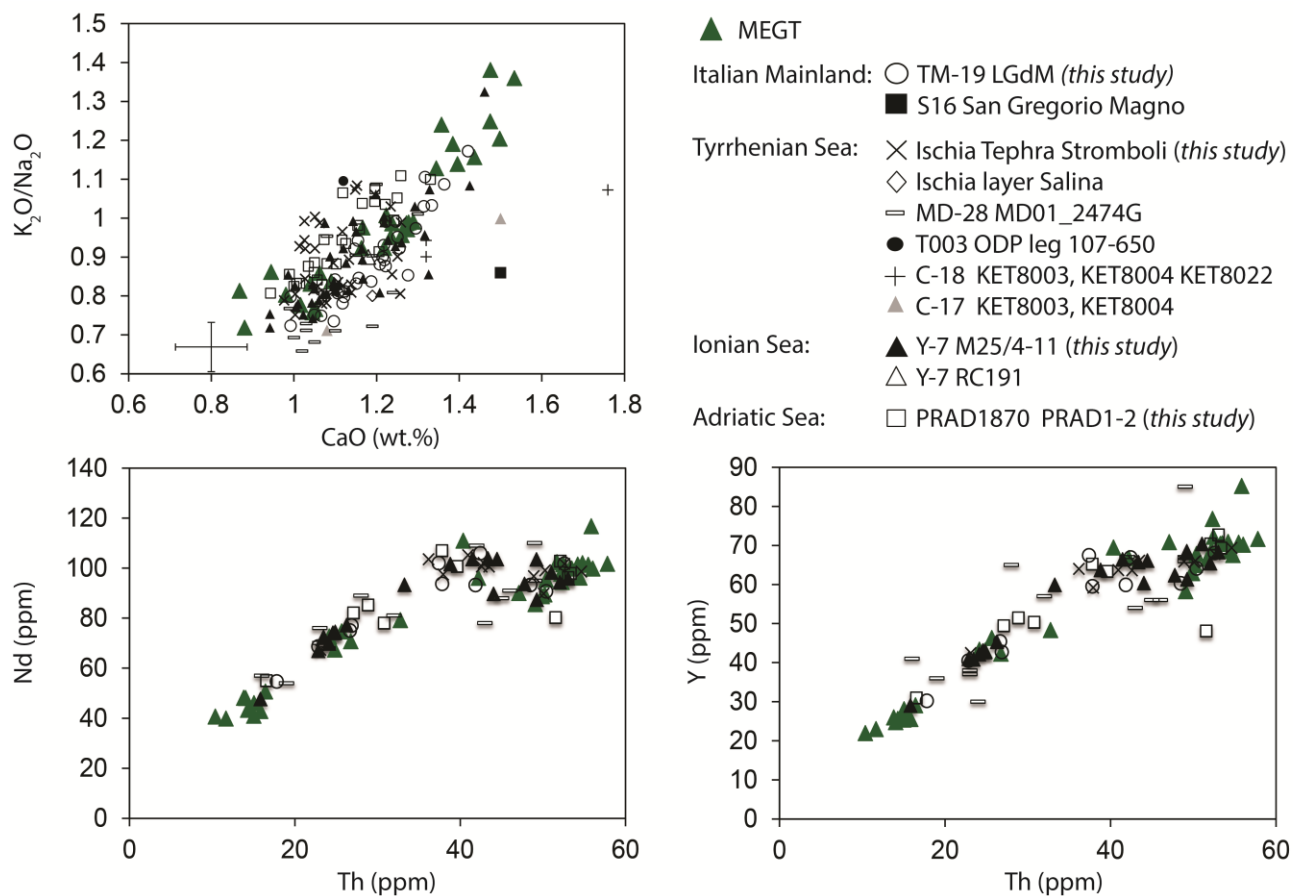 1.5
1.4
1.3
1.2
1.1
1.0
0.9
0.8
0.7
0.6
K2O/Na2O
0.6 0.8 1 1.2 1.4 1.6 1.8
CaO (wt.%)
MEGT
Italian Mainland: TM-19 LGdM (this study)
S16 San Gregorio Magno
Tyrrhenian Sea: Ischia Tephra Stromboli (this study)
Ischia layer Salina
MD-28 MD01_2474G
T003 ODP leg 107-650
C-18 KET8003, KET8004 KET8022
C-17 KET8003, KET8004
Ionian Sea: Y-7 M25/4-11 (this study)
Y-7 RC191
Adriatic Sea: PRAD1870 PRAD1-2 (this study)
140
120
100
80
60
40
20
0
Nd (ppm)
0 20 40 60
Th (ppm)
90
80
70
60
50
40
30
20
10
0
Y (ppm)
0 20 40 60
Th (ppm)